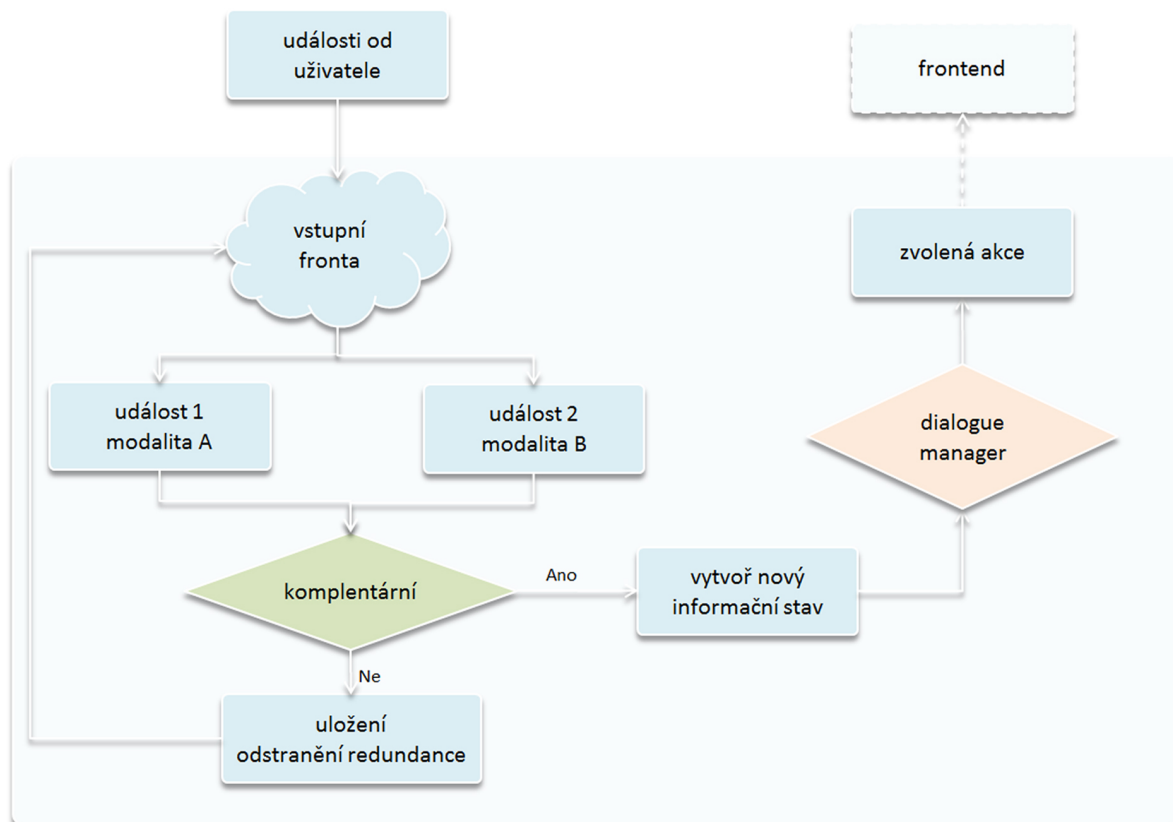 události od
uživatele
frontend
vstupní
fronta
zvolená akce
událost 1
modalita A
událost 2
modalita B
dialogue
manager
komplentární
Ano
vytvoř nový
informační stav
Ne
uložení
odstranění redundance